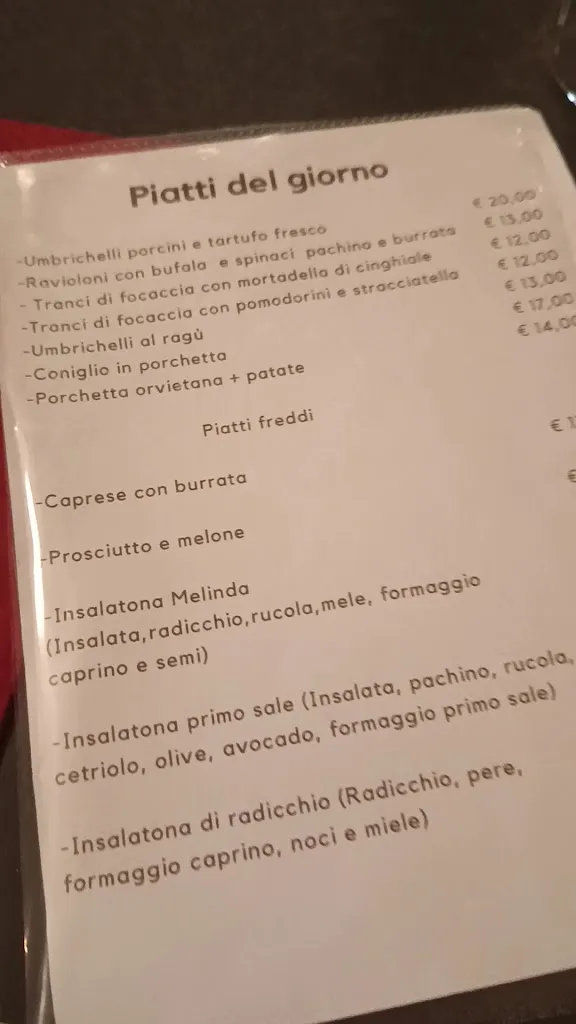 Piatti del giorno
-Umbrichelli porcini e tartufo fresco € 20,00
-Ravioloni con bufala e spinaci pachino e burrata € 13,00
- Tranci di focaccia con mortadella di cinghiale € 12,00
-Tranci di focaccia con pomodorini e stracciatella € 12,00
-Umbrichelli al ragù € 13,00
-Coniglio in porchetta € 17,00
-Porchetta orvietana + patate € 14,00
Piatti freddi
-Caprese con burrata €
-Prosciutto e melone €
-Insalatona Melinda
(Insalata,radicchio,rucola,mele, formaggio
caprino e semi)
-Insalatona primo sale (Insalata, pachino, rucola,
cetriolo, olive, avocado, formaggio primo sale)
-Insalatona di radicchio (Radicchio, pere,
formaggio caprino, noci e miele)